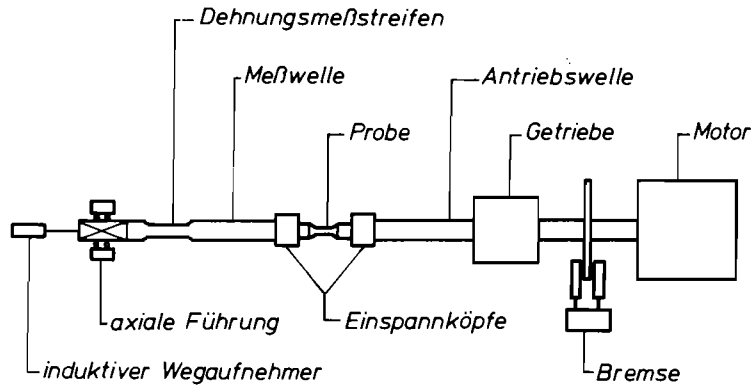 Dehnungsmeßstreifen
Meßwelle
Antriebswelle
Probe
Getriebe
Motor
axiale Führung
Einspannköpfe
induktiver Wegaufnehmer
Bremse